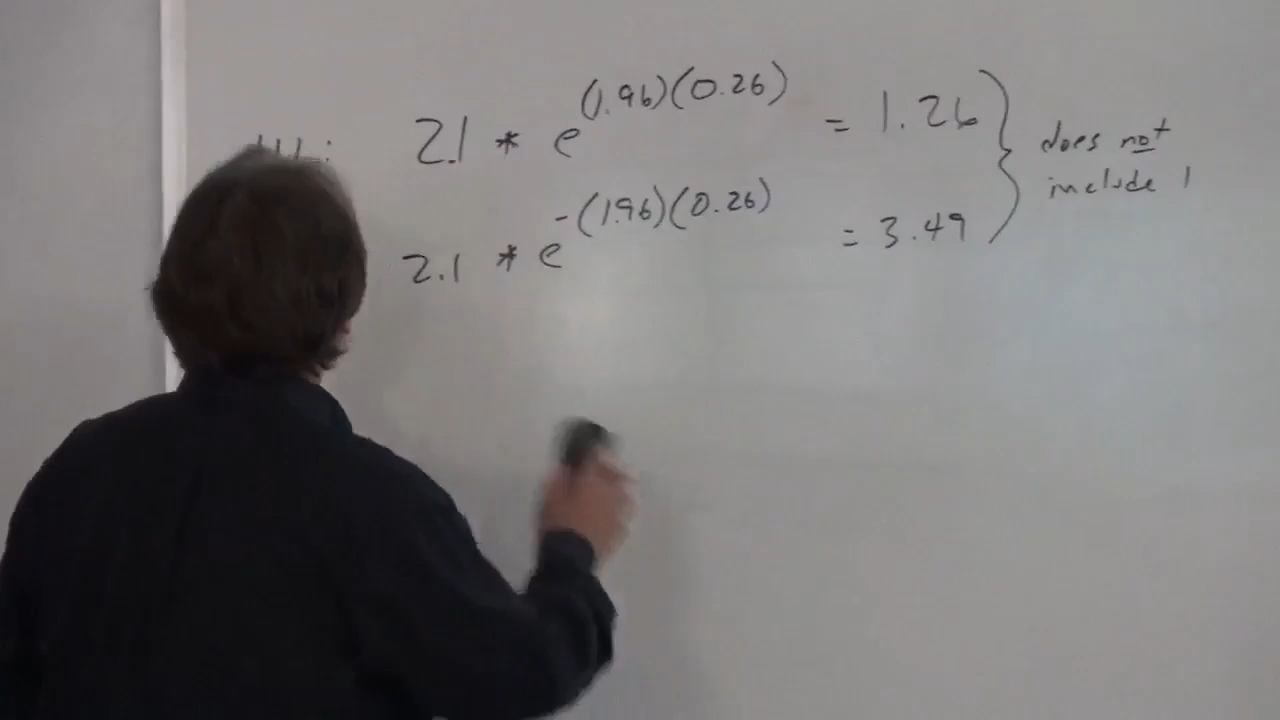 2.1 * e^(1.96)(0.26) = 1.26
does not
include 1
2.1 * e^-(1.96)(0.26) = 3.49